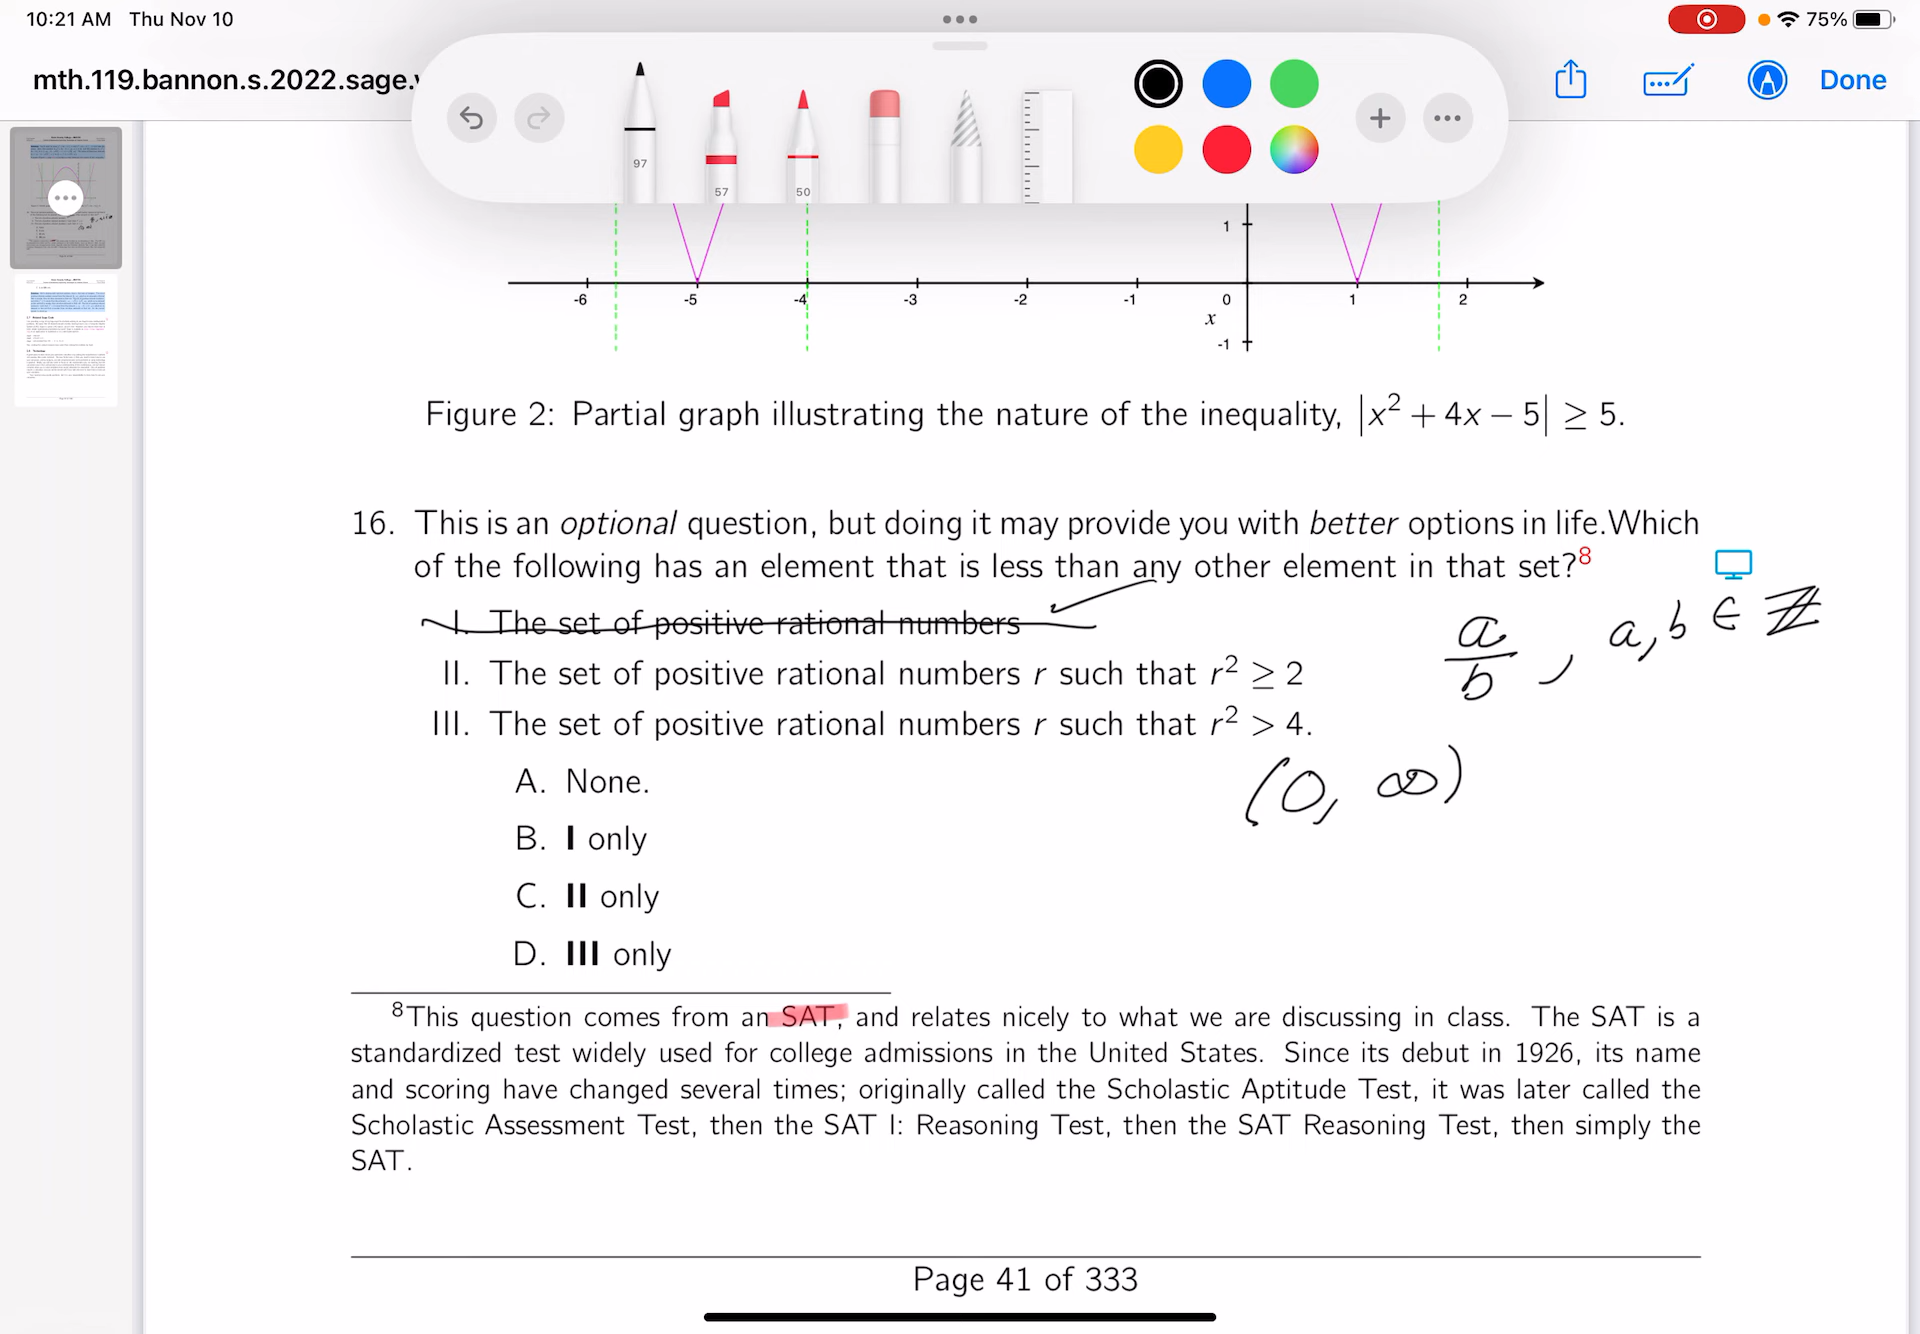 10:21 AM Thu Nov 10
75%
mth.119.bannon.s.2022.sage.
Done
97
57
50
1
-6 -5 -4 -3 -2 -1 0 1 2
x
-1
Figure 2: Partial graph illustrating the nature of the inequality, |x² + 4x − 5| ≥ 5.
16. This is an optional question, but doing it may provide you with better options in life.Which
of the following has an element that is less than any other element in that set?⁸
I. The set of positive rational numbers
II. The set of positive rational numbers r such that r² ≥ 2
III. The set of positive rational numbers r such that r² > 4.
a/b , a, b ∈ ℤ
(0, ∞)
A. None.
B. I only
C. II only
D. III only
⁸This question comes from an SAT, and relates nicely to what we are discussing in class. The SAT is a
standardized test widely used for college admissions in the United States. Since its debut in 1926, its name
and scoring have changed several times; originally called the Scholastic Aptitude Test, it was later called the
Scholastic Assessment Test, then the SAT I: Reasoning Test, then the SAT Reasoning Test, then simply the
SAT.
Page 41 of 333